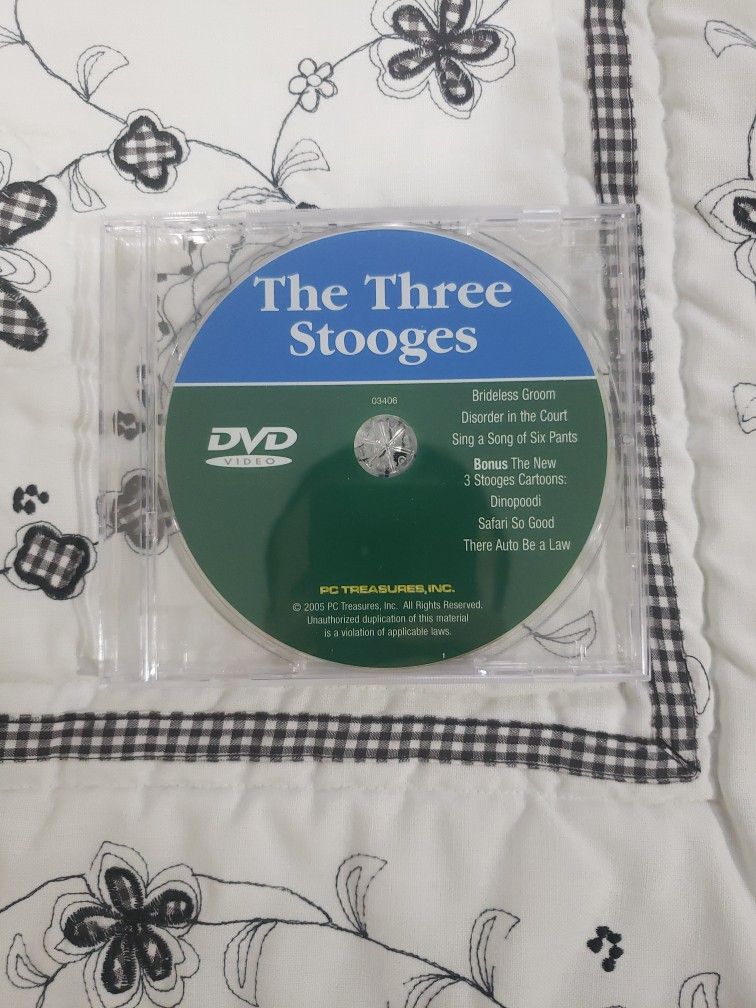 The Three
Stooges
03406
DVD
VIDEO
Brideless Groom
Disorder in the Court
Sing a Song of Six Pants
Bonus The New
3 Stooges Cartoons:
Dinopoodi
Safari So Good
There Auto Be a Law
PC TREASURES, INC.
© 2005 PC Treasures, Inc. All Rights Reserved.
Unauthorized duplication of this material
is a violation of applicable laws.
1